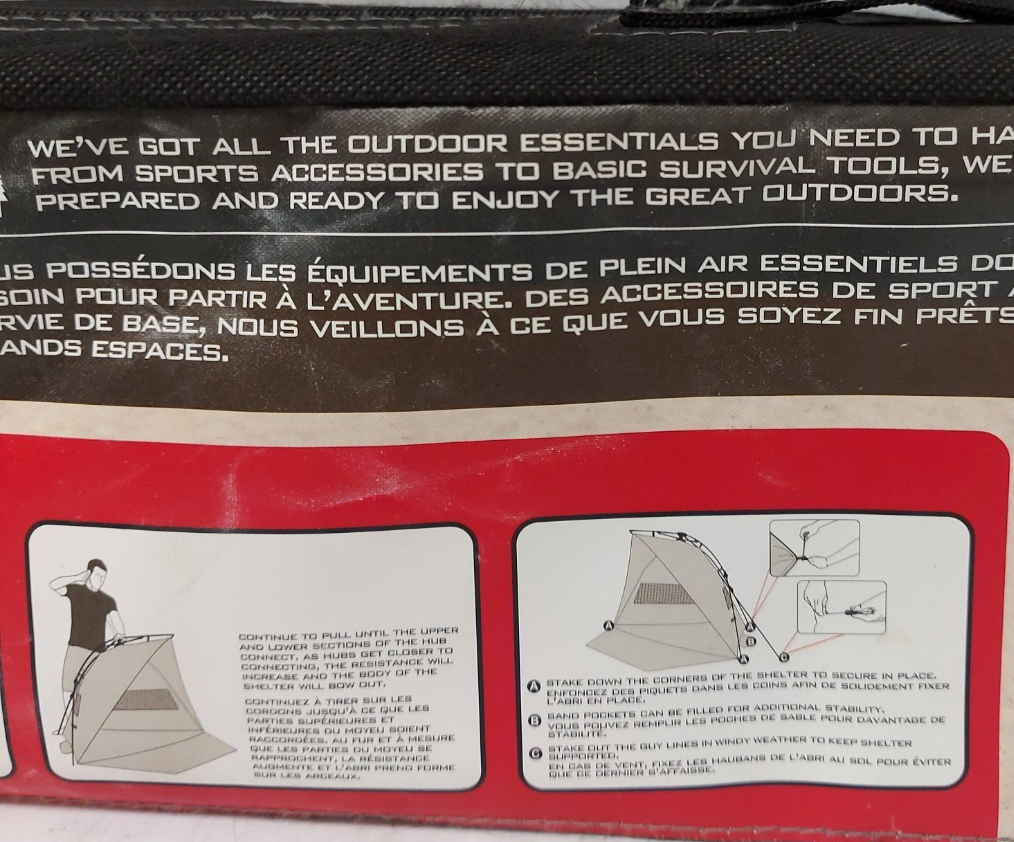 WE'VE GOT ALL THE OUTDOOR ESSENTIALS YOU NEED TO HA
FROM SPORTS ACCESSORIES TO BASIC SURVIVAL TOOLS, WE
PREPARED AND READY TO ENJOY THE GREAT OUTDOORS.
US POSSÉDONS LES ÉQUIPEMENTS DE PLEIN AIR ESSENTIELS DO
SOIN POUR PARTIR À L'AVENTURE. DES ACCESSOIRES DE SPORT
RVIE DE BASE, NOUS VEILLONS À CE QUE VOUS SOYEZ FIN PRÊTS
ANDS ESPACES.
CONTINUE TO PULL UNTIL THE UPPER
AND LOWER SECTIONS OF THE HUB
CONNECT. AS HUBS GET CLOSER TO
CONNECTING, THE RESISTANCE WILL
INCREASE AND THE BODY OF THE
SHELTER WILL BOW OUT.
CONTINUEZ À TIRER SUR LES
CORDONS JUSQU'À CE QUE LES
PARTIES SUPÉRIEURES ET
INFÉRIEURES DU MOYEU SOIENT
RACCORDÉES. AU FUR ET À MESURE
QUE LES PARTIES DU MOYEU SE
RAPPROCHENT, LA RÉSISTANCE
AUGMENTE ET L'ABRI PREND FORME
SUR LES ARCEAUX.
A
A
B
A
C
A STAKE DOWN THE CORNERS OF THE SHELTER TO SECURE IN PLACE.
ENFONCEZ DES PIQUETS DANS LES COINS AFIN DE SOLIDEMENT FIXER
L'ABRI EN PLACE.
B SAND POCKETS CAN BE FILLED FOR ADDITIONAL STABILITY.
VOUS POUVEZ REMPLIR LES POCHES DE SABLE POUR DAVANTAGE DE
STABILITÉ.
C STAKE OUT THE GUY LINES IN WINDY WEATHER TO KEEP SHELTER
SUPPORTED.
EN CAS DE VENT, FIXEZ LES HAUBANS DE L'ABRI AU SOL POUR ÉVITER
QUE CE DERNIER S'AFFAISSE.